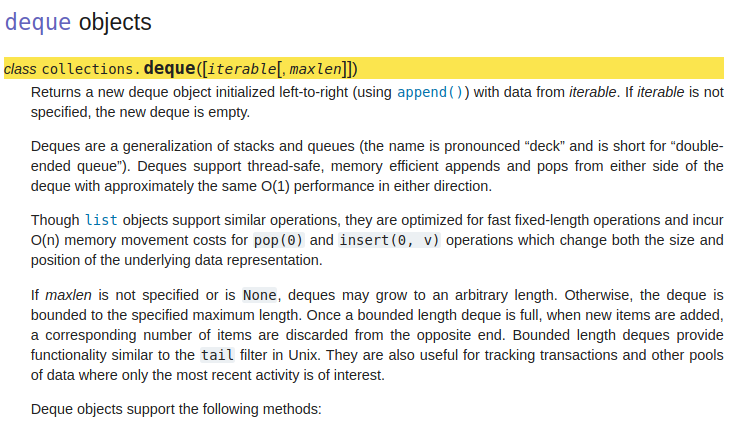 deque objects
class collections.deque([iterable[, maxlen]])
Returns a new deque object initialized left-to-right (using append()) with data from iterable. If iterable is not
specified, the new deque is empty.
Deques are a generalization of stacks and queues (the name is pronounced “deck” and is short for “double-
ended queue”). Deques support thread-safe, memory efficient appends and pops from either side of the
deque with approximately the same O(1) performance in either direction.
Though list objects support similar operations, they are optimized for fast fixed-length operations and incur
O(n) memory movement costs for pop(0) and insert(0, v) operations which change both the size and
position of the underlying data representation.
If maxlen is not specified or is None, deques may grow to an arbitrary length. Otherwise, the deque is
bounded to the specified maximum length. Once a bounded length deque is full, when new items are added,
a corresponding number of items are discarded from the opposite end. Bounded length deques provide
functionality similar to the tail filter in Unix. They are also useful for tracking transactions and other pools
of data where only the most recent activity is of interest.
Deque objects support the following methods: